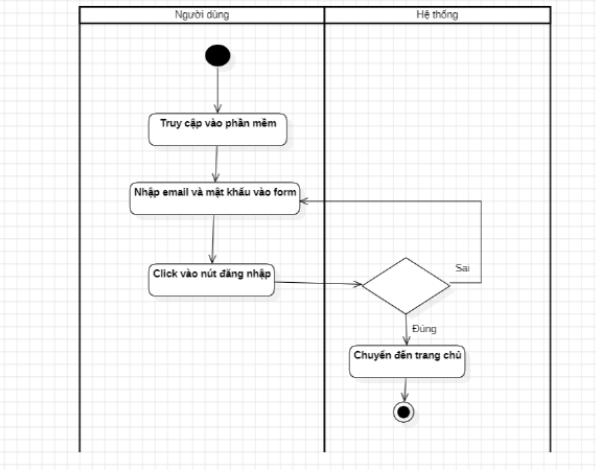 Người dùng
Hệ thống
Truy cập vào phần mềm
Nhập email và mật khẩu vào form
Click vào nút đăng nhập
Sai
Đúng
Chuyển đến trang chủ